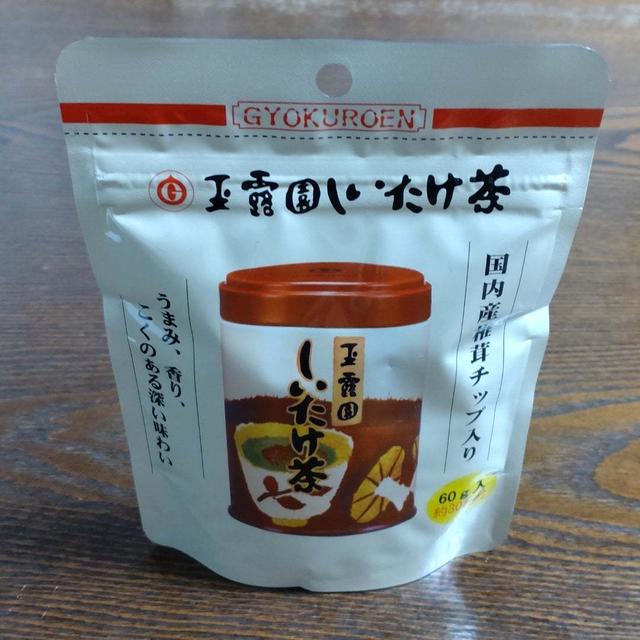 GYOKUROEN
G 玉露園しいたけ茶
国内産椎茸チップ入り
うまみ、香り、
こくのある深い味わい
玉露園
しいたけ茶
60g入